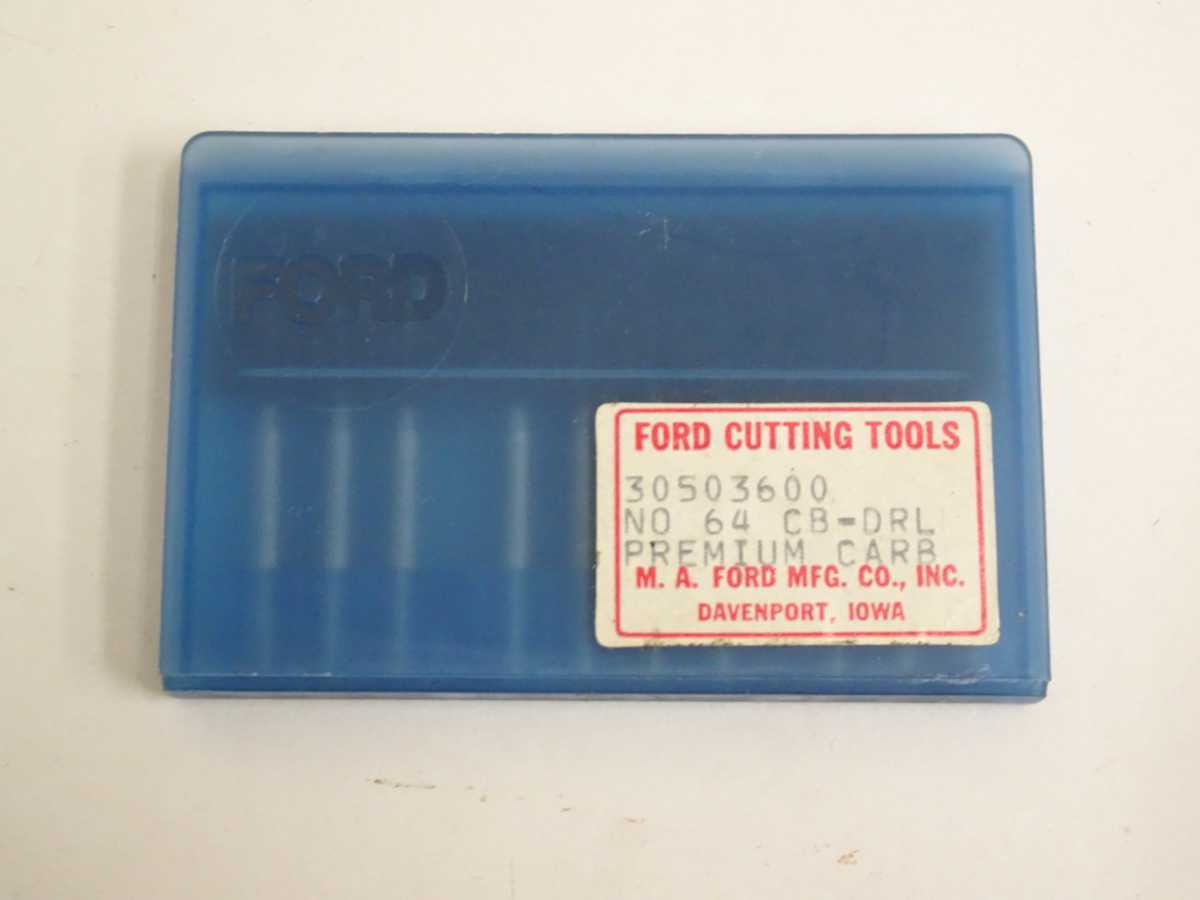 FORD
FORD CUTTING TOOLS
30503600
NO 64 CB-DRL
PREMIUM CARB
M. A. FORD MFG. CO., INC.
DAVENPORT, IOWA